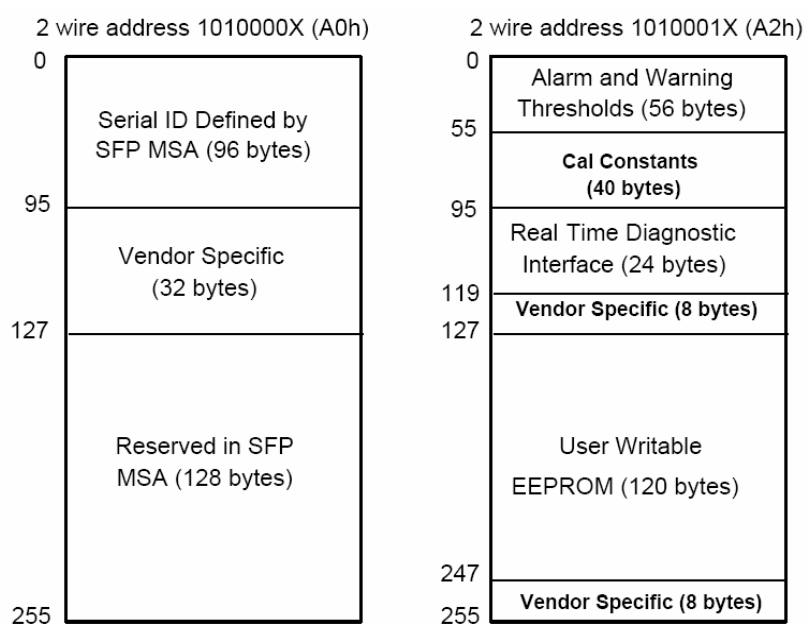 2 wire address 1010000X (A0h)
0
Serial ID Defined by
SFP MSA (96 bytes)
95
Vendor Specific
(32 bytes)
127
Reserved in SFP
MSA (128 bytes)
255
2 wire address 1010001X (A2h)
0
Alarm and Warning
Thresholds (56 bytes)
55
Cal Constants
(40 bytes)
95
Real Time Diagnostic
Interface (24 bytes)
119
Vendor Specific (8 bytes)
127
User Writable
EEPROM (120 bytes)
247
Vendor Specific (8 bytes)
255